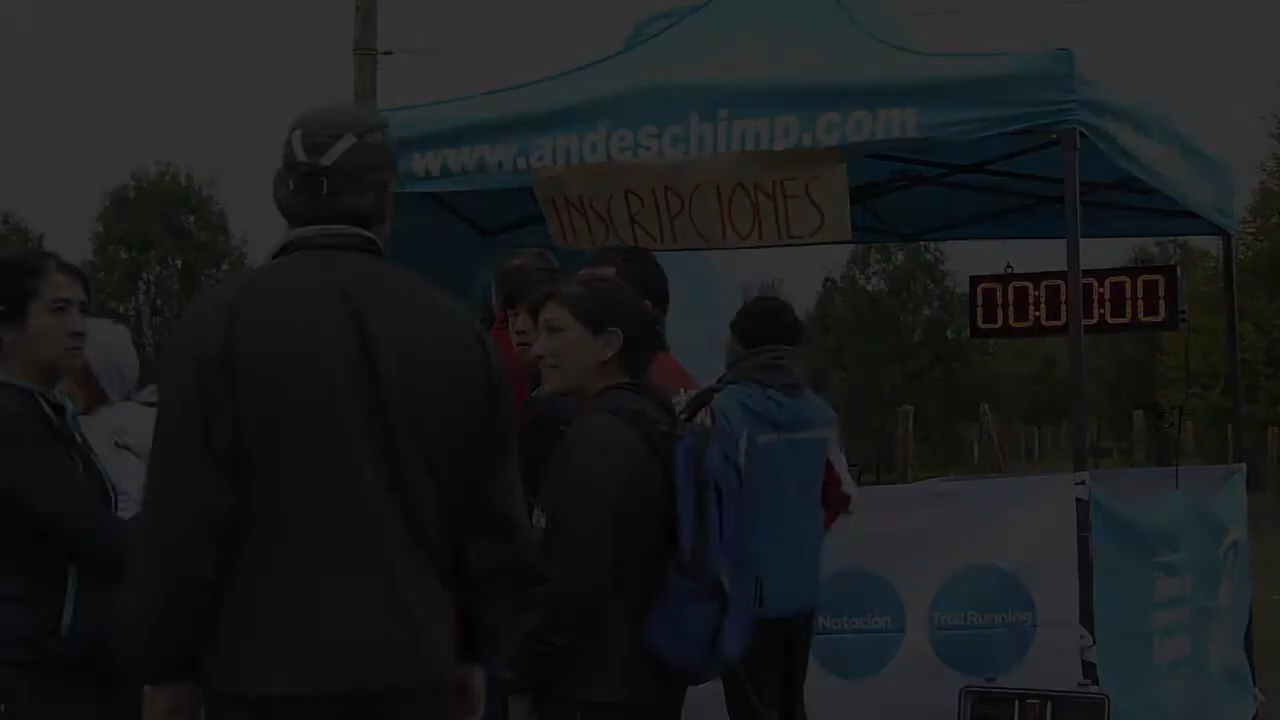 www.andeschimp.com
INSCRIPCIONES
00:00:00
Natación
Trail Running